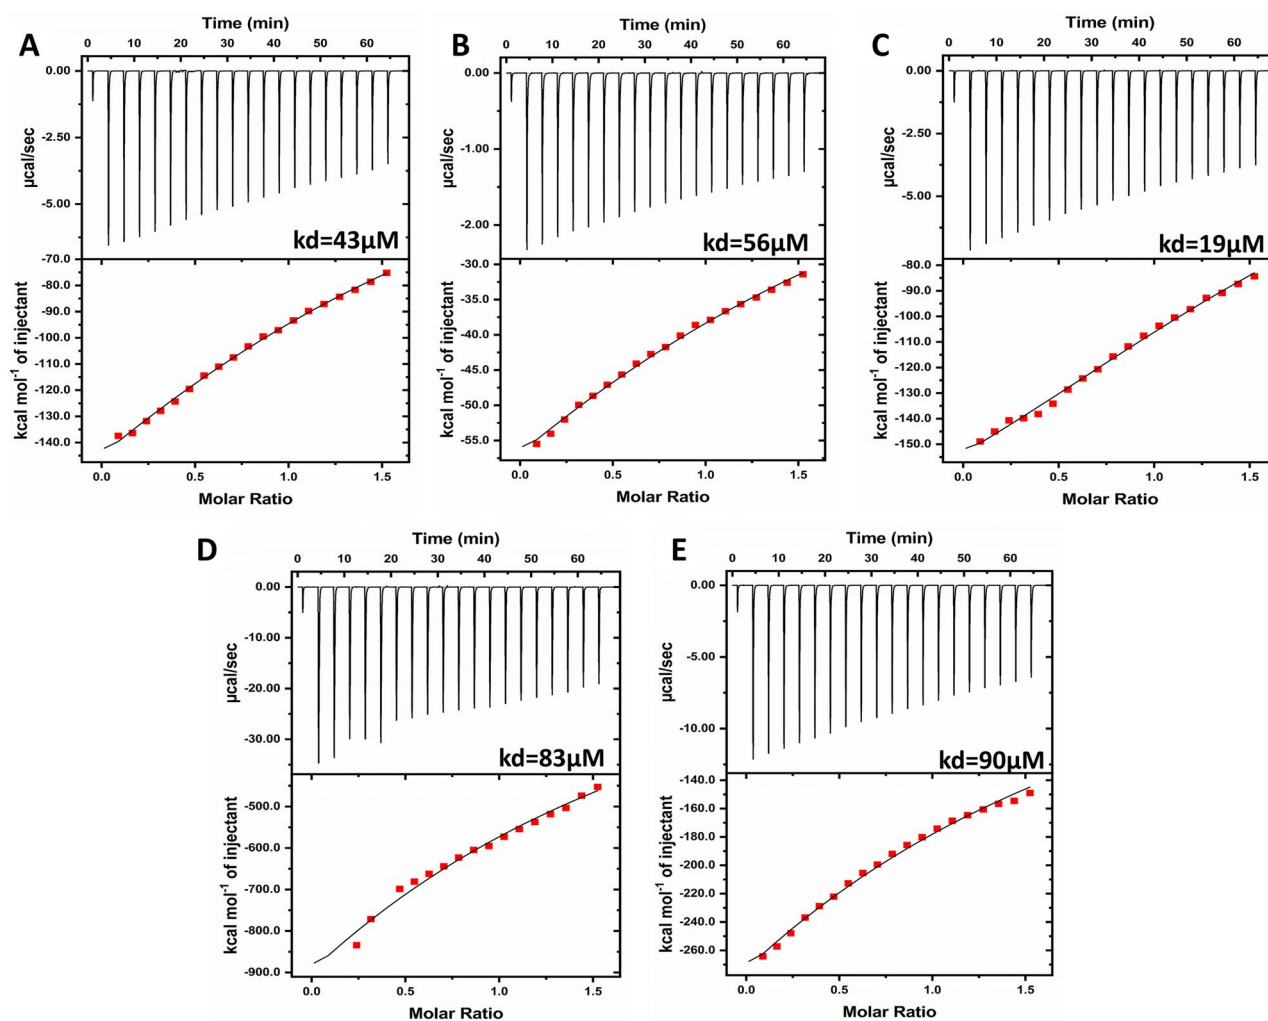 A
Time (min)
0 10 20 30 40 50 60
0.00
-2.50
-5.00
µcal/sec
kd=43µM
-70.0
-80.0
-90.0
-100.0
-110.0
-120.0
-130.0
-140.0
kcal mol⁻¹ of injectant
0.0 0.5 1.0 1.5
Molar Ratio
B
Time (min)
0 10 20 30 40 50 60
0.00
-1.00
-2.00
µcal/sec
kd=56µM
-30.0
-35.0
-40.0
-45.0
-50.0
-55.0
kcal mol⁻¹ of injectant
0.0 0.5 1.0 1.5
Molar Ratio
C
Time (min)
0 10 20 30 40 50 60
0.00
-2.50
-5.00
µcal/sec
kd=19µM
-80.0
-90.0
-100.0
-110.0
-120.0
-130.0
-140.0
-150.0
kcal mol⁻¹ of injectant
0.0 0.5 1.0 1.5
Molar Ratio
D
Time (min)
0 10 20 30 40 50 60
0.00
-10.00
-20.00
-30.00
µcal/sec
kd=83µM
-500.0
-600.0
-700.0
-800.0
-900.0
kcal mol⁻¹ of injectant
0.0 0.5 1.0 1.5
Molar Ratio
E
Time (min)
0 10 20 30 40 50 60
0.00
-5.00
-10.00
µcal/sec
kd=90µM
-140.0
-160.0
-180.0
-200.0
-220.0
-240.0
-260.0
kcal mol⁻¹ of injectant
0.0 0.5 1.0 1.5
Molar Ratio